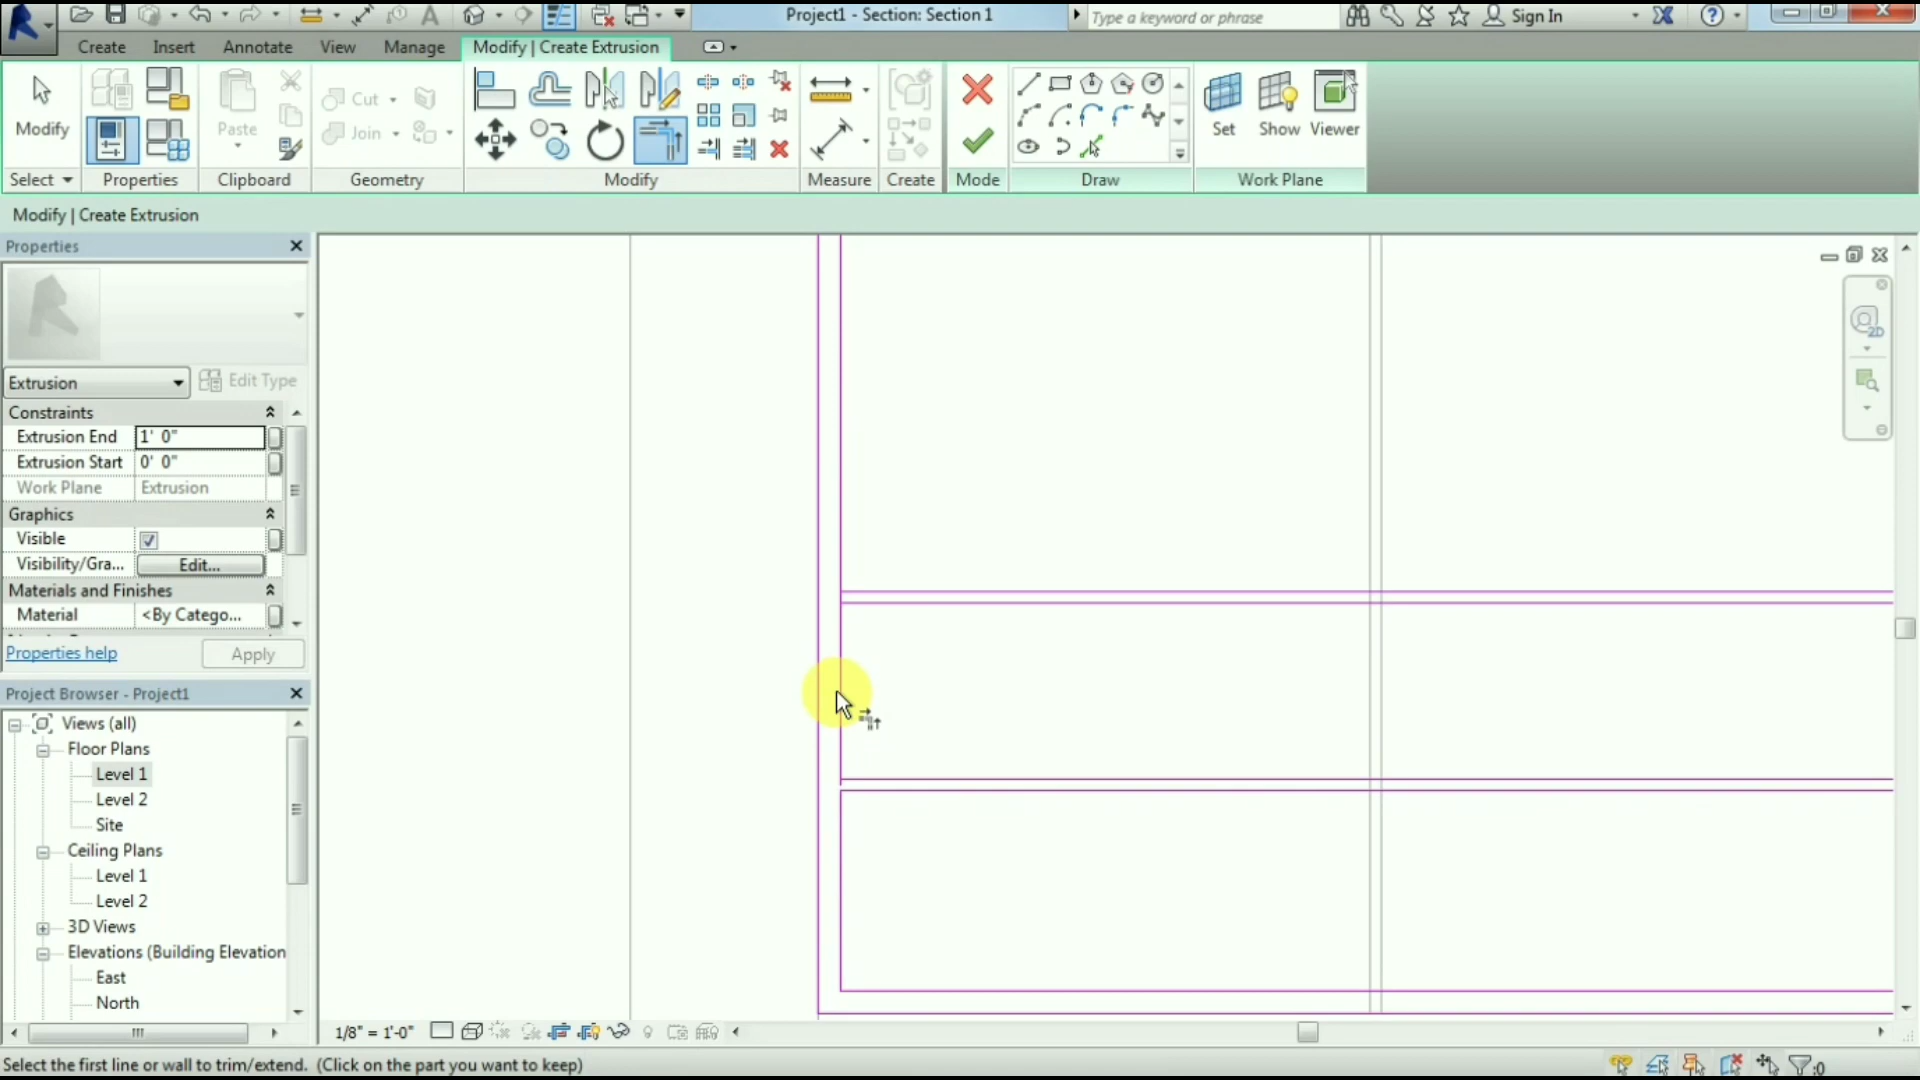 Project1 - Section: Section 1
Type a keyword or phrase
Sign In
Create Insert Annotate View Manage Modify | Create Extrusion
Modify
Paste
Cut
Join
Set Show Viewer
Select Properties Clipboard Geometry Modify Measure Create Mode Draw Work Plane
Modify | Create Extrusion
Properties
Extrusion
Edit Type
Constraints
Extrusion End 1' 0"
Extrusion Start 0' 0"
Work Plane Extrusion
Graphics
Visible
Visibility/Gra... Edit...
Materials and Finishes
Material <By Catego...
Properties help Apply
Project Browser - Project1
Views (all)
Floor Plans
Level 1
Level 2
Site
Ceiling Plans
Level 1
Level 2
3D Views
Elevations (Building Elevation
East
North
2D
1/8" = 1'-0"
Select the first line or wall to trim/extend. (Click on the part you want to keep)
:0